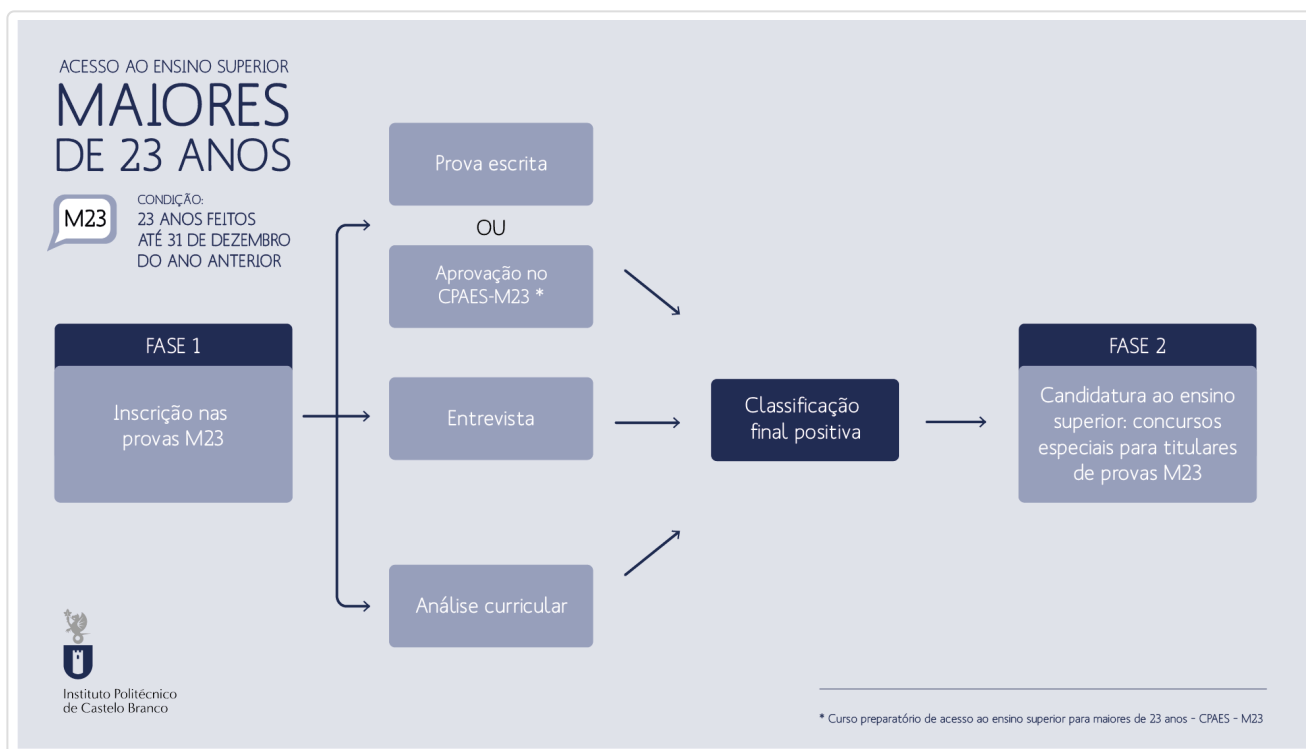 ACESSO AO ENSINO SUPERIOR
MAIORES
DE 23 ANOS
M23
CONDIÇÃO:
23 ANOS FEITOS
ATÉ 31 DE DEZEMBRO
DO ANO ANTERIOR
FASE 1
Inscrição nas
provas M23
Prova escrita
OU
Aprovação no
CPAES-M23 *
Entrevista
Análise curricular
Classificação
final positiva
FASE 2
Candidatura ao ensino
superior: concursos
especiais para titulares
de provas M23
Instituto Politécnico
de Castelo Branco
* Curso preparatório de acesso ao ensino superior para maiores de 23 anos - CPAES - M23